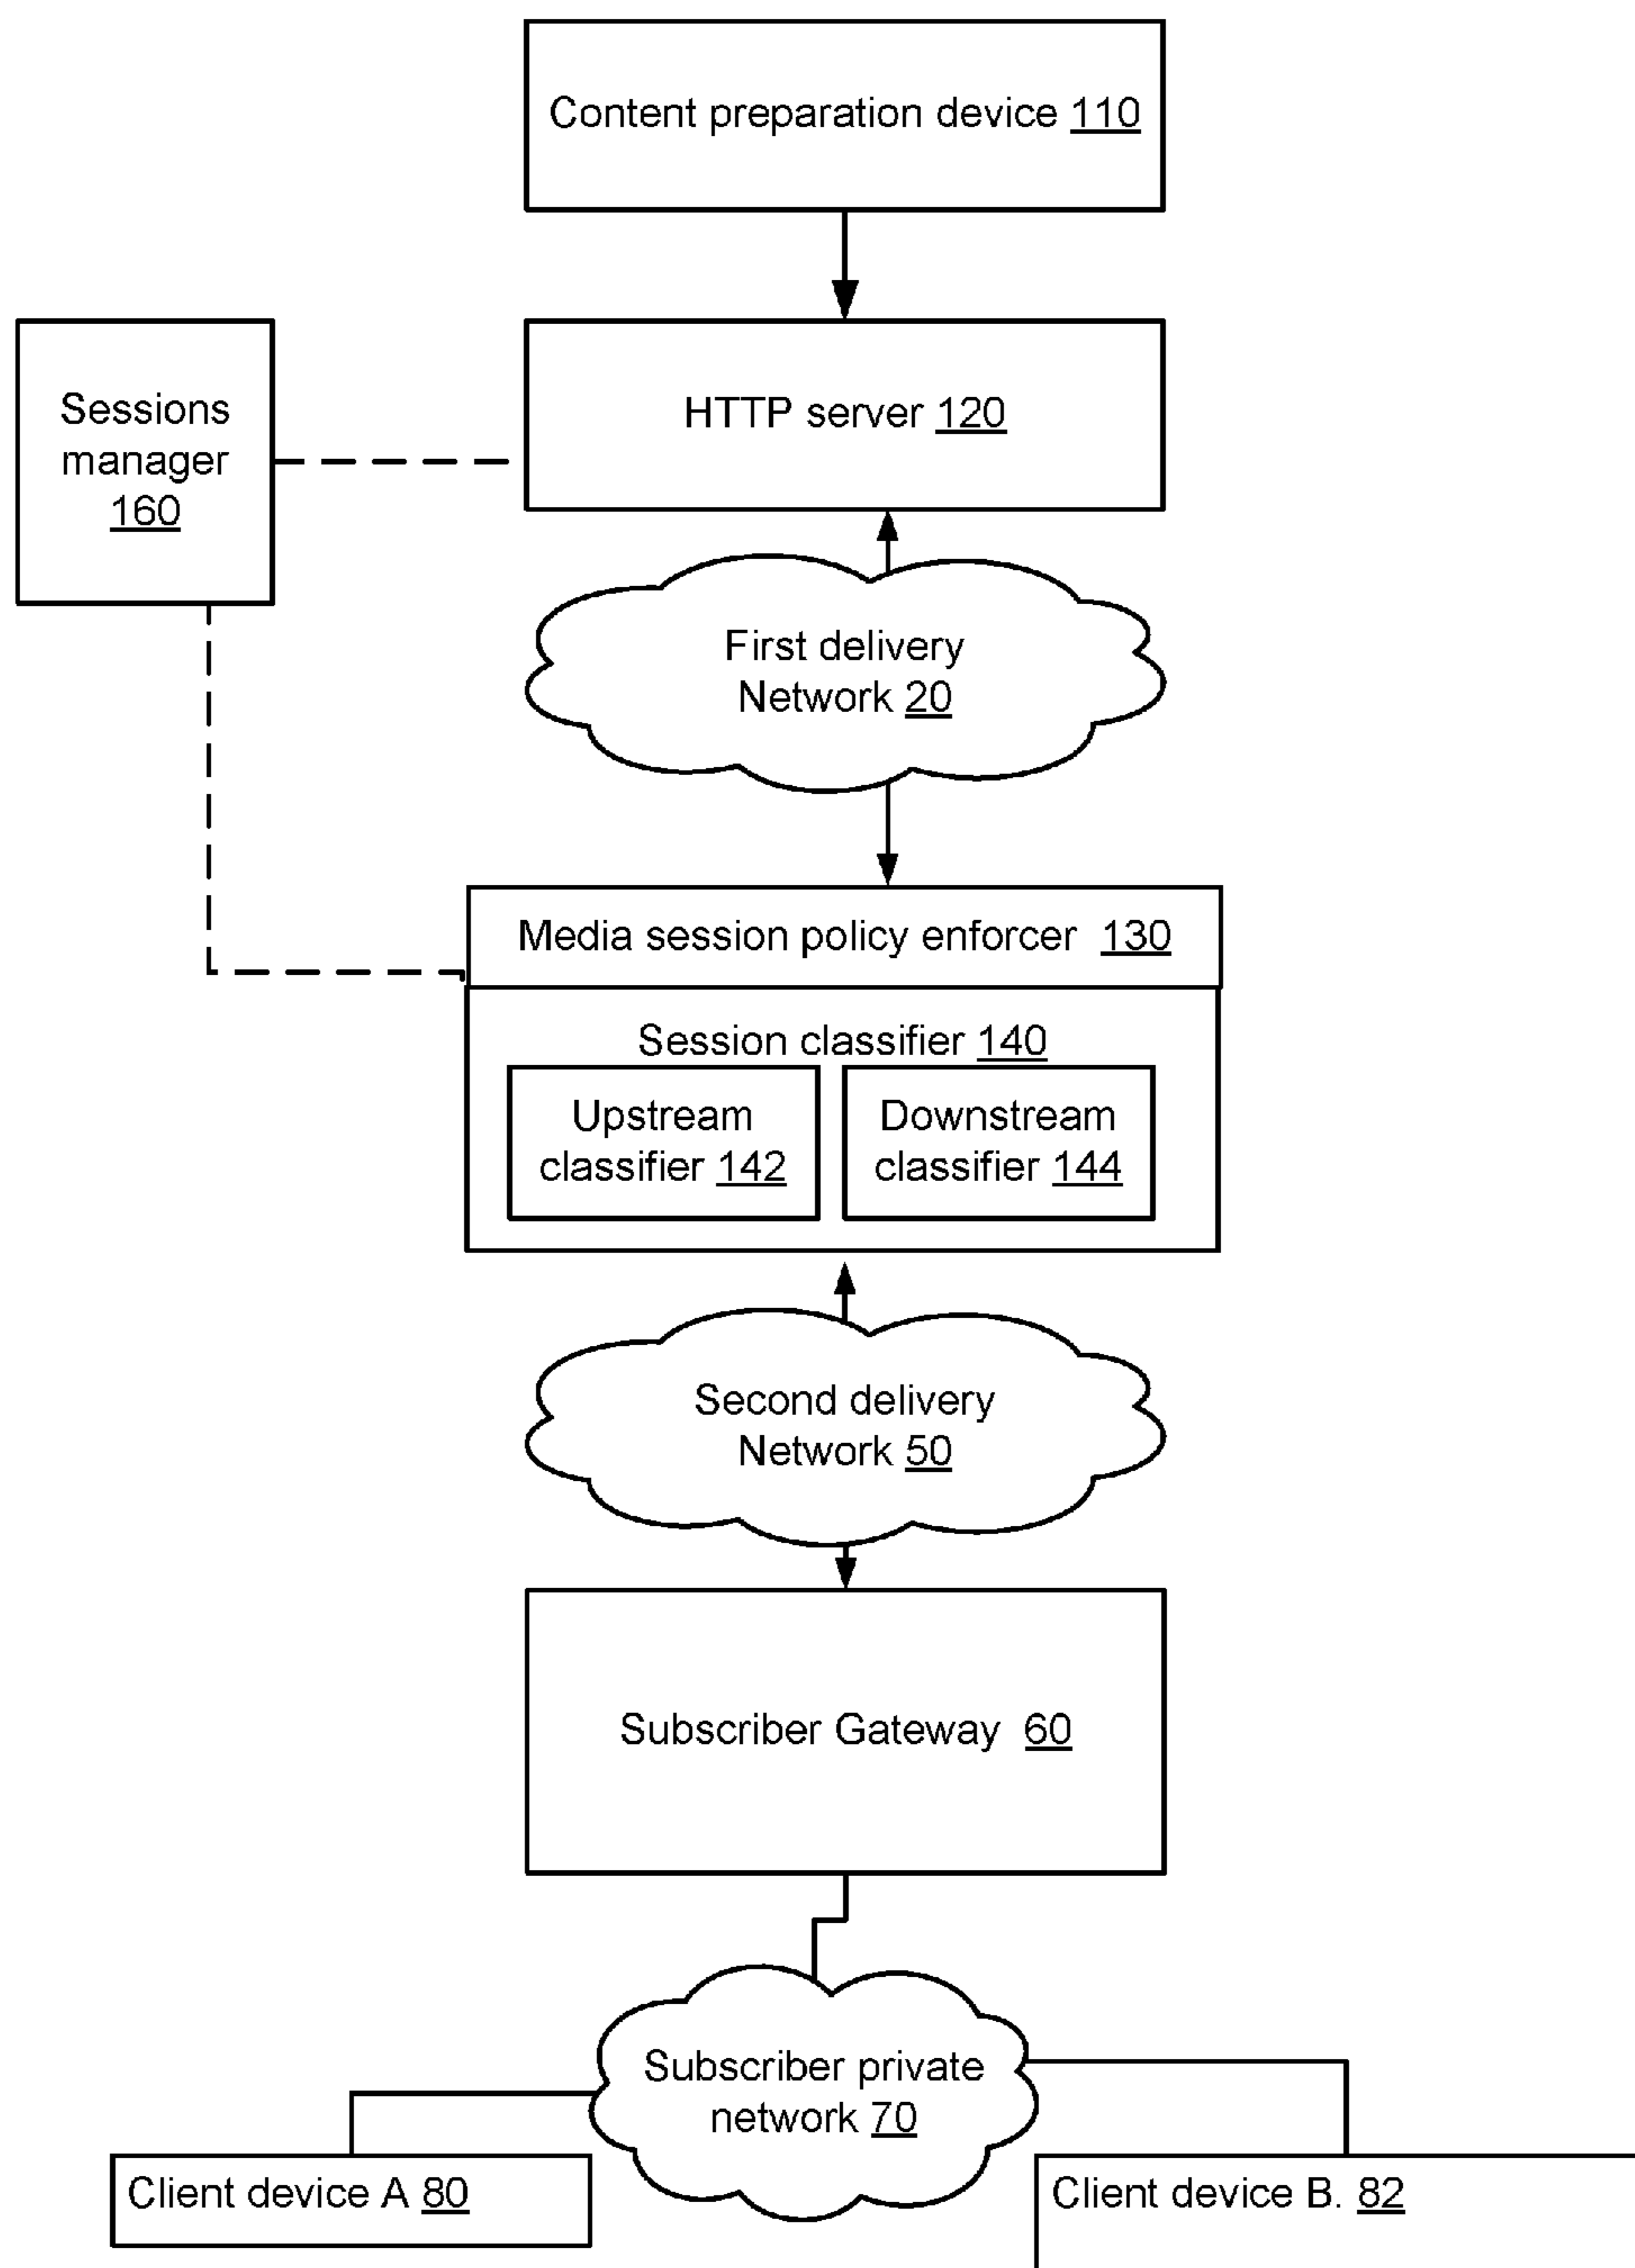 Content preparation device 110
Sessions
manager
160
HTTP server 120
First delivery
Network 20
Media session policy enforcer 130
Session classifier 140
Upstream
classifier 142
Downstream
classifier 144
Second delivery
Network 50
Subscriber Gateway 60
Subscriber private
network 70
Client device A 80
Client device B. 82